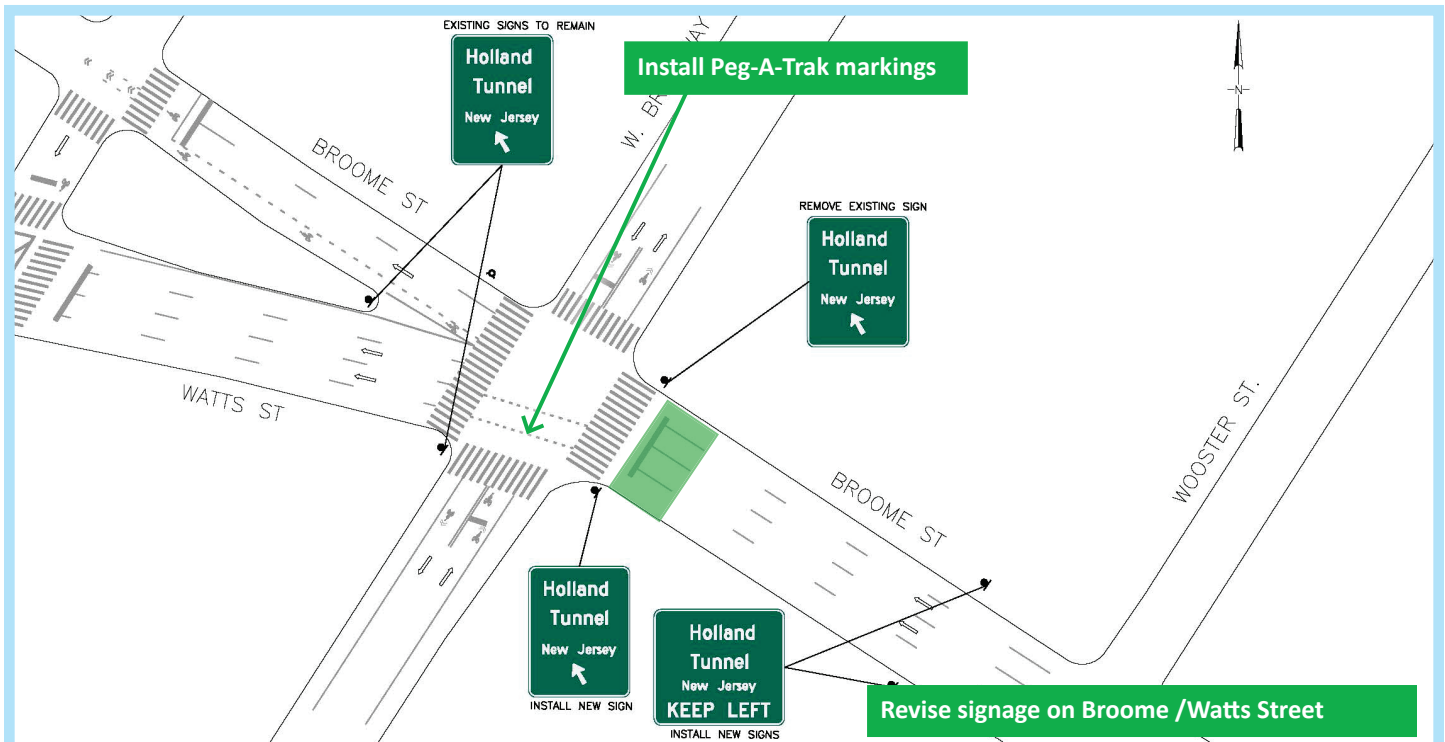 EXISTING SIGNS TO REMAIN
Holland
Tunnel
New Jersey
Install Peg-A-Trak markings
W. BROADWAY
N
BROOME ST
REMOVE EXISTING SIGN
Holland
Tunnel
New Jersey
WATTS ST
WOOSTER ST.
BROOME ST
Holland
Tunnel
New Jersey
INSTALL NEW SIGN
Holland
Tunnel
New Jersey
KEEP LEFT
INSTALL NEW SIGNS
Revise signage on Broome /Watts Street